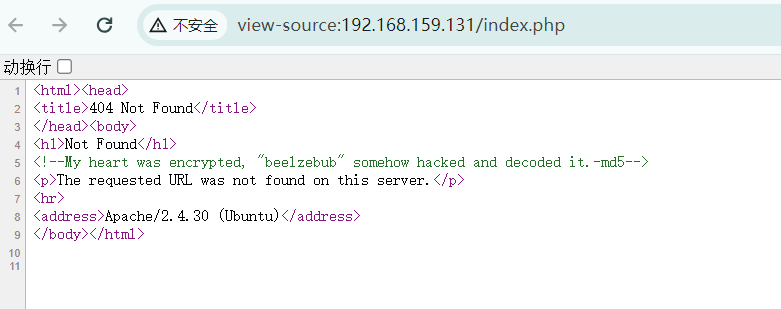 不安全 view-source:192.168.159.131/index.php
动换行
1 <html><head>
2 <title>404 Not Found</title>
3 </head><body>
4 <h1>Not Found</h1>
5 <!--My heart was encrypted, "beelzebub" somehow hacked and decoded it.-md5-->
6 <p>The requested URL was not found on this server.</p>
7 <hr>
8 <address>Apache/2.4.30 (Ubuntu)</address>
9 </body></html>
10
11